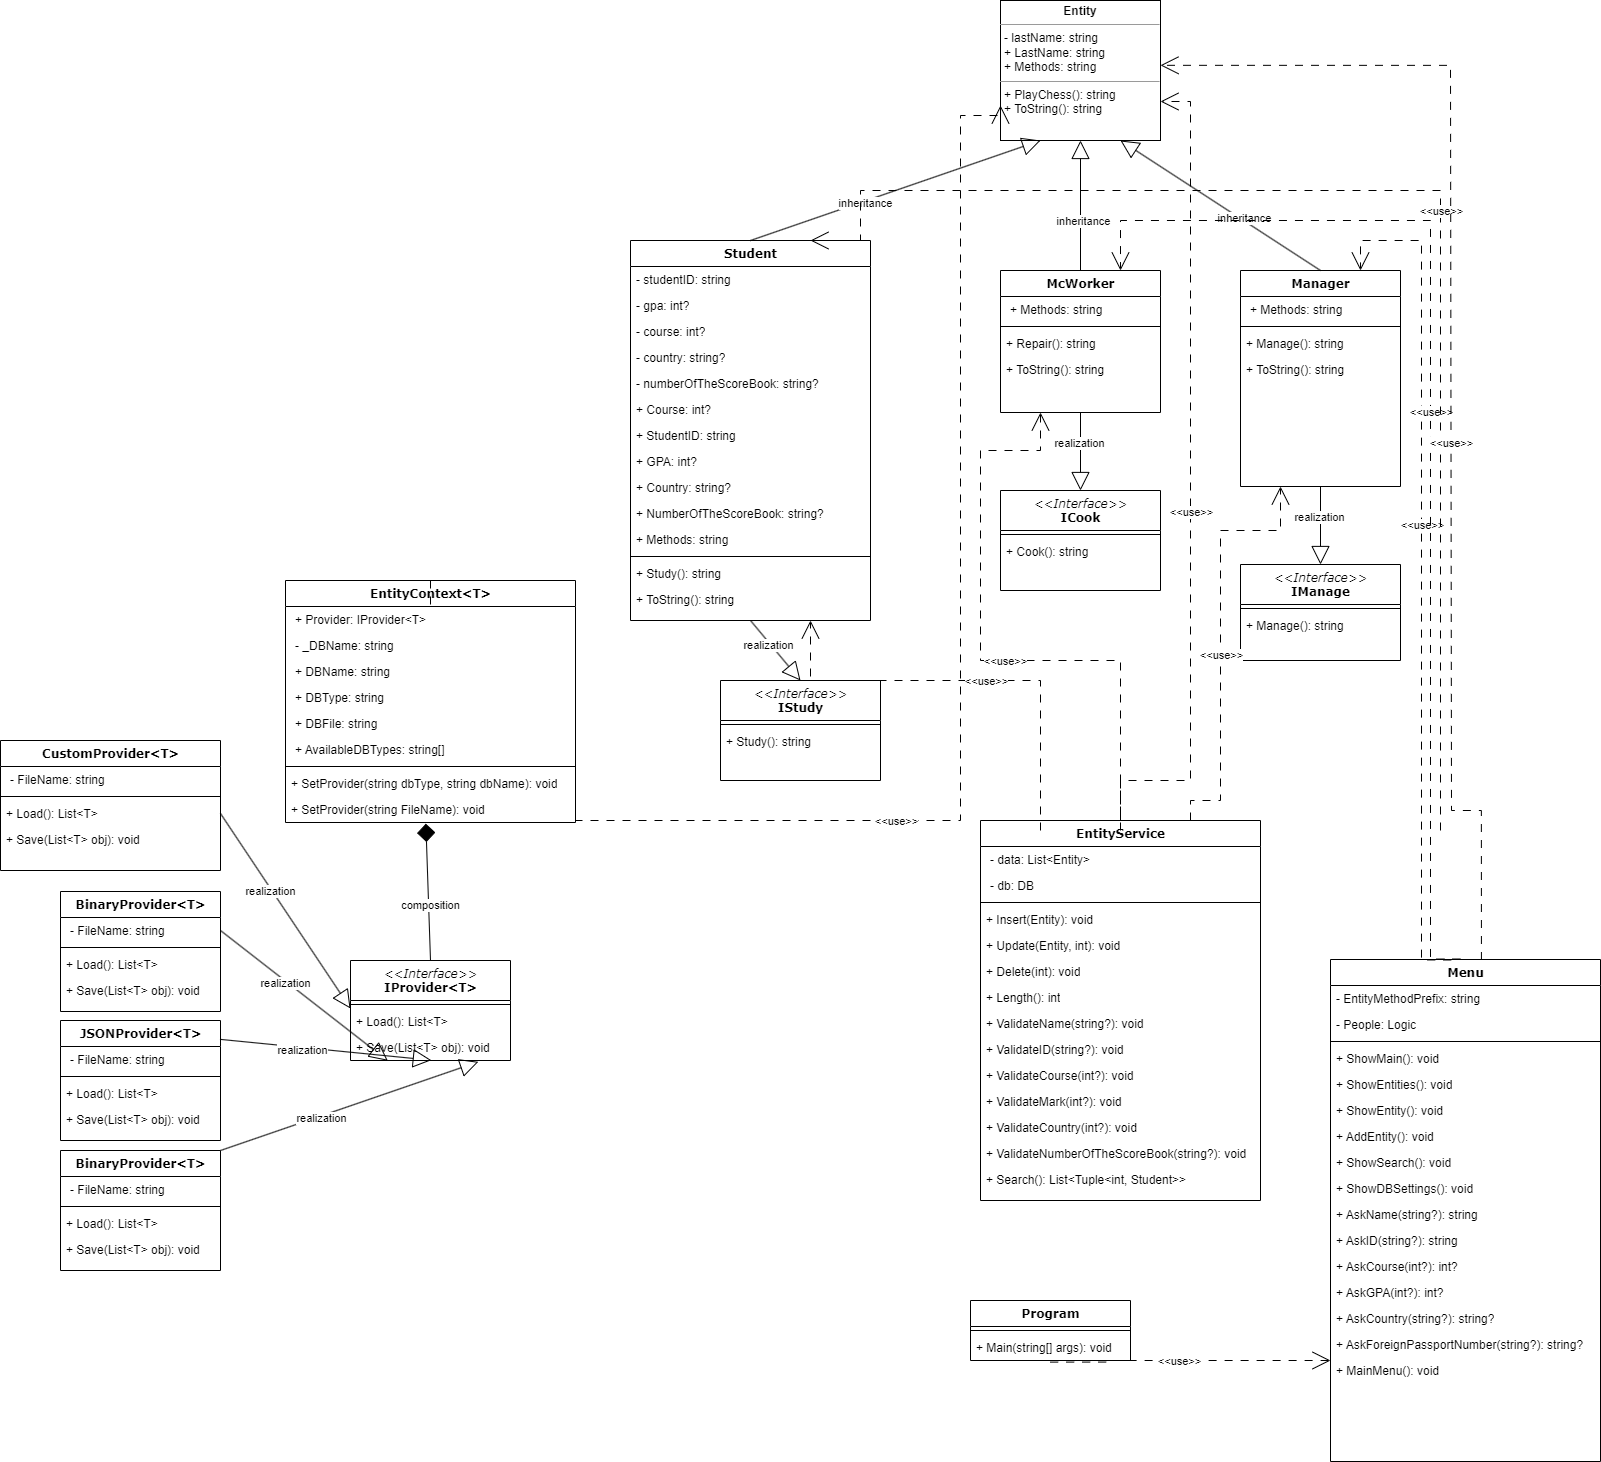 Entity
- lastName: string
+ LastName: string
+ Methods: string
+ PlayChess(): string
+ ToString(): string
inheritance
inheritance
inheritance
<<use>>
Student
- studentID: string
- gpa: int?
- course: int?
- country: string?
- numberOfTheScoreBook: string?
+ Course: int?
+ StudentID: string
+ GPA: int?
+ Country: string?
+ NumberOfTheScoreBook: string?
+ Methods: string
+ Study(): string
+ ToString(): string
McWorker
+ Methods: string
+ Repair(): string
+ ToString(): string
Manager
+ Methods: string
+ Manage(): string
+ ToString(): string
<<use>>
<<use>>
realization
<<Interface>>
ICook
+ Cook(): string
<<use>>
realization
<<use>>
<<Interface>>
IManage
+ Manage(): string
EntityContext<T>
+ Provider: IProvider<T>
- _DBName: string
+ DBName: string
+ DBType: string
+ DBFile: string
+ AvailableDBTypes: string[]
+ SetProvider(string dbType, string dbName): void
+ SetProvider(string FileName): void
realization
<<use>>
<<use>>
<<use>>
<<Interface>>
IStudy
+ Study(): string
<<use>>
CustomProvider<T>
- FileName: string
+ Load(): List<T>
+ Save(List<T> obj): void
realization
composition
BinaryProvider<T>
- FileName: string
+ Load(): List<T>
+ Save(List<T> obj): void
realization
<<Interface>>
IProvider<T>
+ Load(): List<T>
+ Save(List<T> obj): void
JSONProvider<T>
- FileName: string
+ Load(): List<T>
+ Save(List<T> obj): void
realization
realization
BinaryProvider<T>
- FileName: string
+ Load(): List<T>
+ Save(List<T> obj): void
EntityService
- data: List<Entity>
- db: DB
+ Insert(Entity): void
+ Update(Entity, int): void
+ Delete(int): void
+ Length(): int
+ ValidateName(string?): void
+ ValidateID(string?): void
+ ValidateCourse(int?): void
+ ValidateMark(int?): void
+ ValidateCountry(int?): void
+ ValidateNumberOfTheScoreBook(string?): void
+ Search(): List<Tuple<int, Student>>
Menu
- EntityMethodPrefix: string
- People: Logic
+ ShowMain(): void
+ ShowEntities(): void
+ ShowEntity(): void
+ AddEntity(): void
+ ShowSearch(): void
+ ShowDBSettings(): void
+ AskName(string?): string
+ AskID(string?): string
+ AskCourse(int?): int?
+ AskGPA(int?): int?
+ AskCountry(string?): string?
+ AskForeignPassportNumber(string?): string?
+ MainMenu(): void
Program
+ Main(string[] args): void
<<use>>